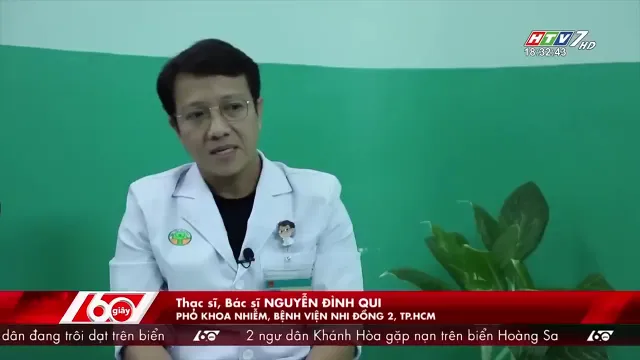 HTV7 HD
18:32:43
60 giây
Thạc sĩ, Bác sĩ NGUYỄN ĐÌNH QUI
PHÓ KHOA NHIỄM, BỆNH VIỆN NHI ĐỒNG 2, TP.HCM
dân đang trôi dạt trên biển 60 2 ngư dân Khánh Hòa gặp nạn trên biển Hoàng Sa 60